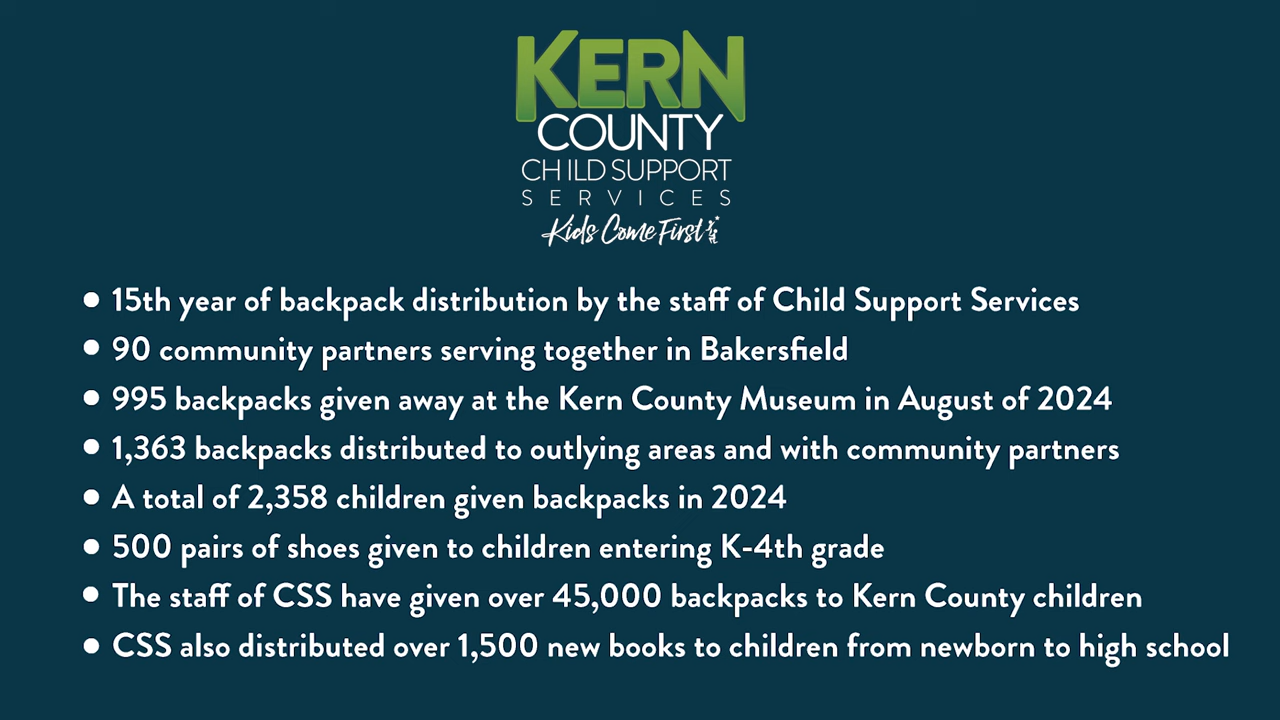 KERN
COUNTY
CHILD SUPPORT
SERVICES
Kids Come First
• 15th year of backpack distribution by the staff of Child Support Services
• 90 community partners serving together in Bakersfield
• 995 backpacks given away at the Kern County Museum in August of 2024
• 1,363 backpacks distributed to outlying areas and with community partners
• A total of 2,358 children given backpacks in 2024
• 500 pairs of shoes given to children entering K-4th grade
• The staff of CSS have given over 45,000 backpacks to Kern County children
• CSS also distributed over 1,500 new books to children from newborn to high school